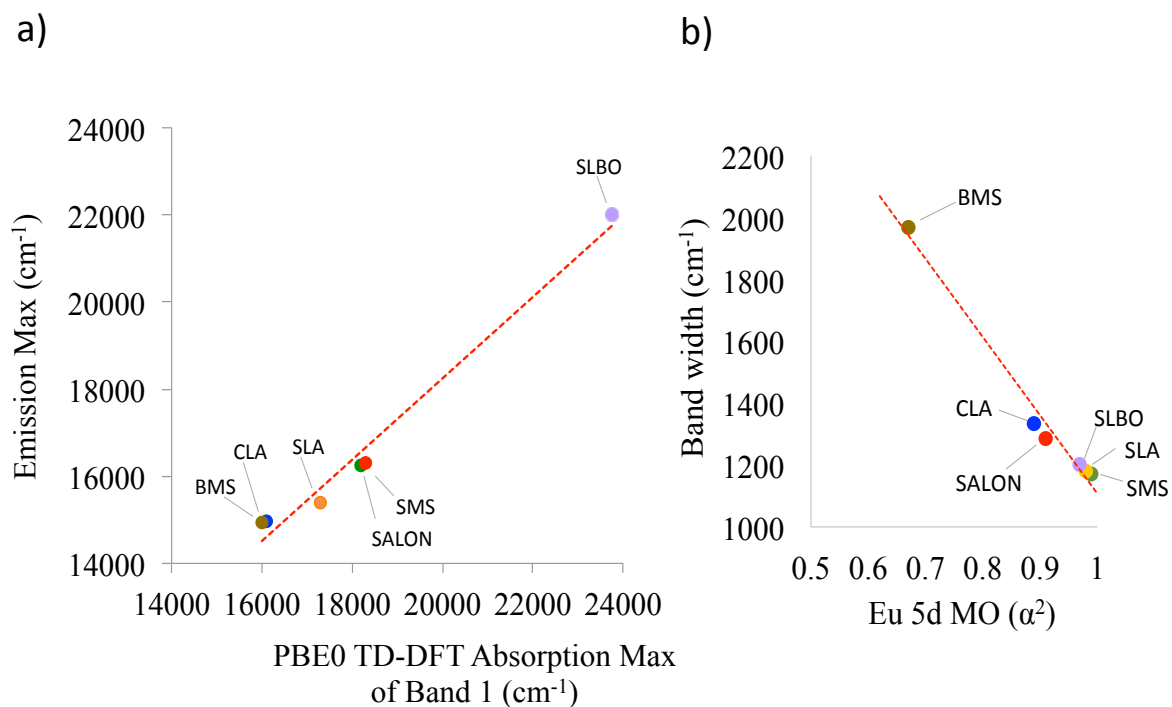 a)
24000
22000
20000
18000
16000
14000
Emission Max (cm-1)
SLBO
CLA
SLA
BMS
SMS
SALON
14000 16000 18000 20000 22000 24000
PBE0 TD-DFT Absorption Max
of Band 1 (cm-1)
b)
2200
2000
1800
1600
1400
1200
1000
Band width (cm-1)
BMS
CLA
SLBO
SLA
SALON
SMS
0.5 0.6 0.7 0.8 0.9 1
Eu 5d MO (α2)